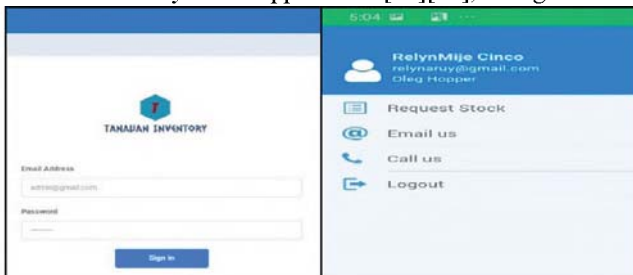 5:04
T
TANAUAN INVENTORY
Email Address
admin@gmail.com
Password
Sign in
RelynMije Cinco
relynaruy@gmail.com
Oleg Hopper
Request Stock
Email us
Call us
Logout